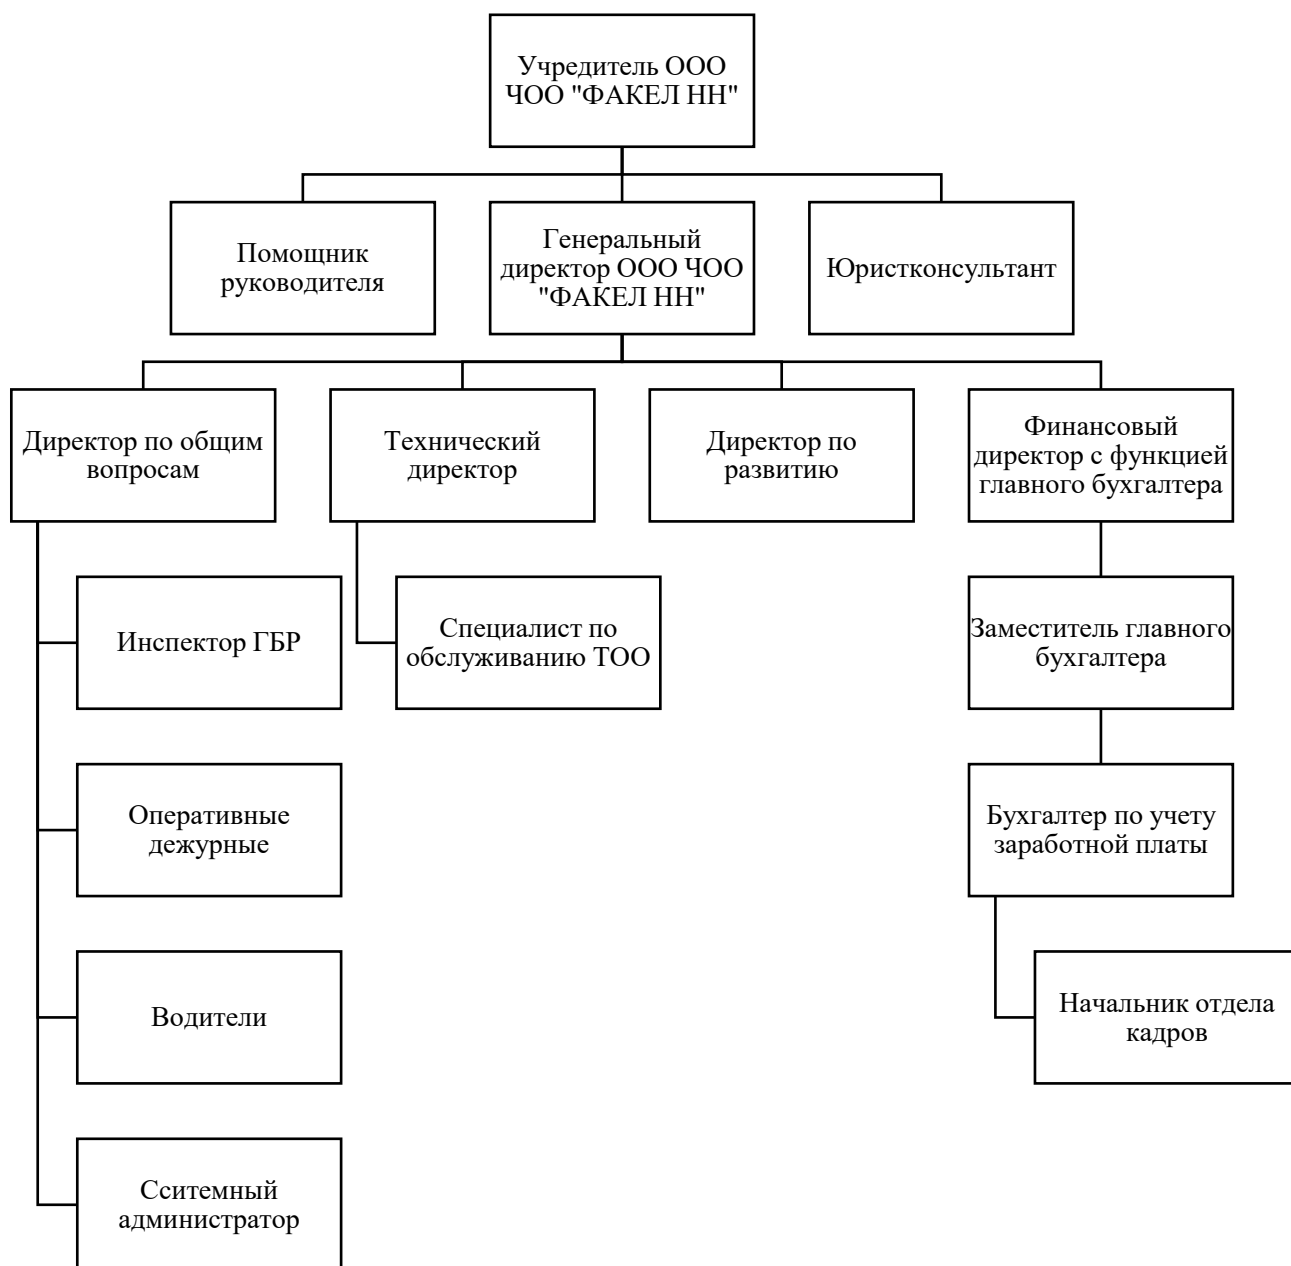 Учредитель ООО
ЧОО "ФАКЕЛ НН"
Помощник
руководителя
Генеральный
директор ООО ЧОО
"ФАКЕЛ НН"
Юристконсультант
Директор по общим
вопросам
Технический
директор
Директор по
развитию
Финансовый
директор с функцией
главного бухгалтера
Инспектор ГБР
Специалист по
обслуживанию ТОО
Заместитель главного
бухгалтера
Оперативные
дежурные
Бухгалтер по учету
заработной платы
Водители
Начальник отдела
кадров
Сситемный
администратор